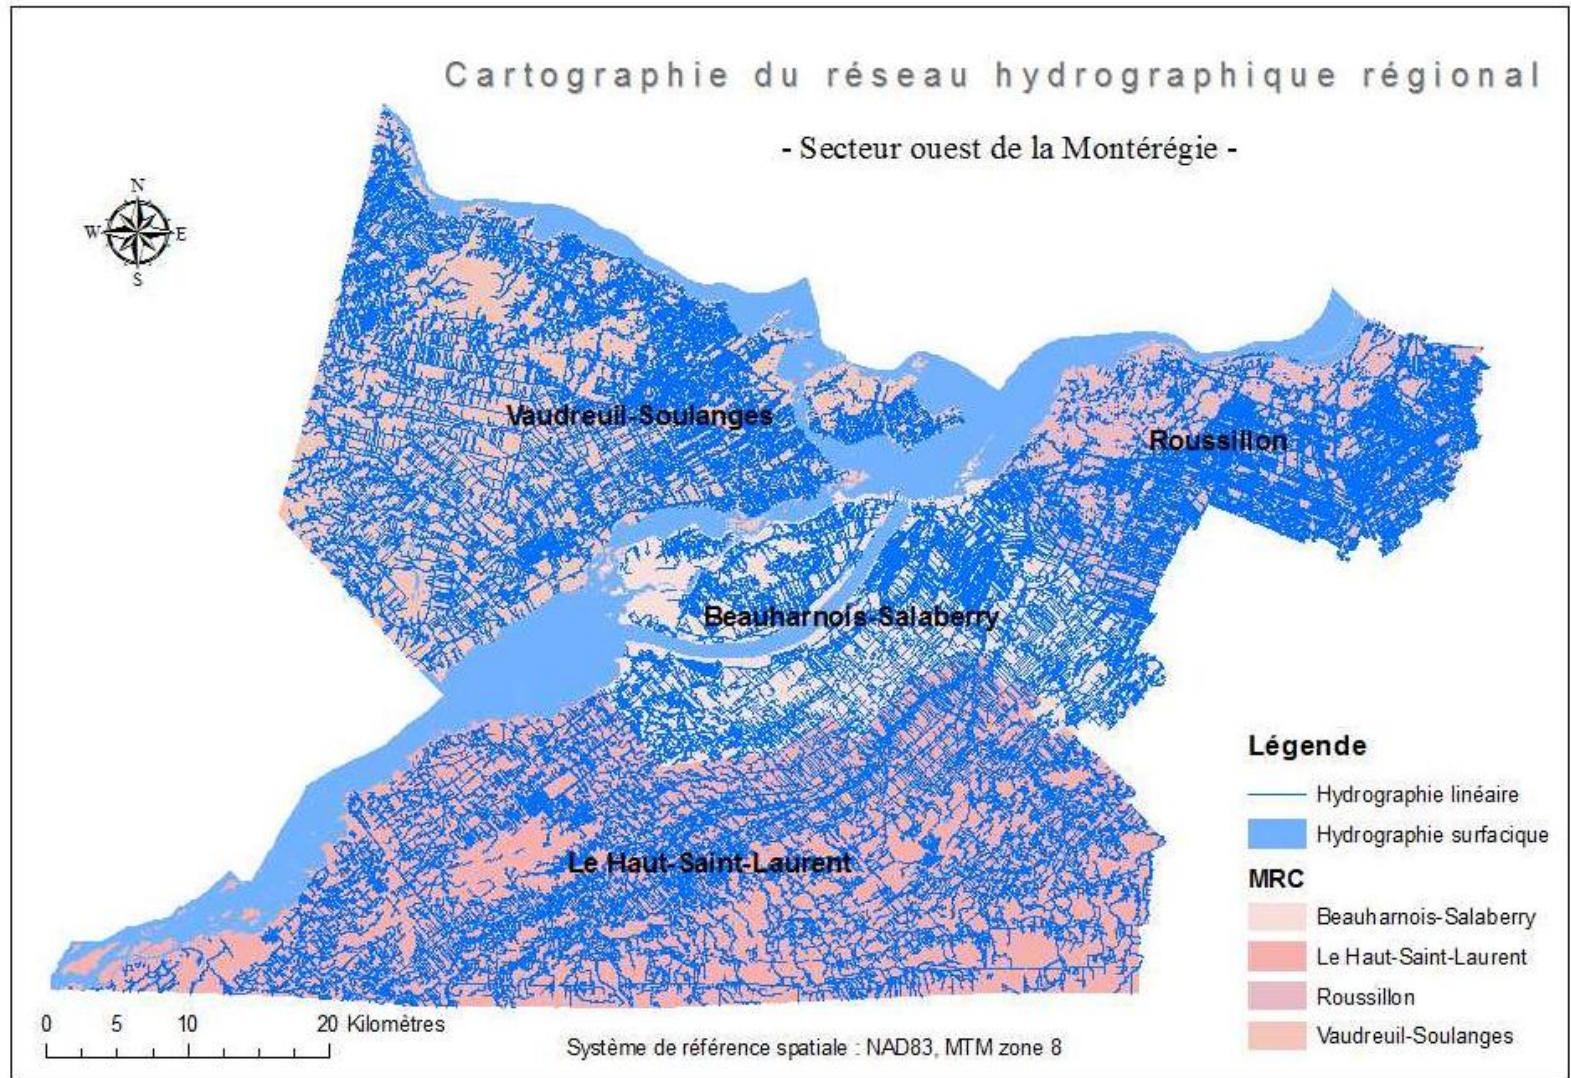 Cartographie du réseau hydrographique régional
- Secteur ouest de la Montérégie -
N
W E
S
Vaudreuil-Soulanges
Roussillon
Beauharnois-Salaberry
Le Haut-Saint-Laurent
Légende
Hydrographie linéaire
Hydrographie surfacique
MRC
Beauharnois-Salaberry
Le Haut-Saint-Laurent
Roussillon
Vaudreuil-Soulanges
0 5 10 20 Kilomètres
Système de référence spatiale : NAD83, MTM zone 8